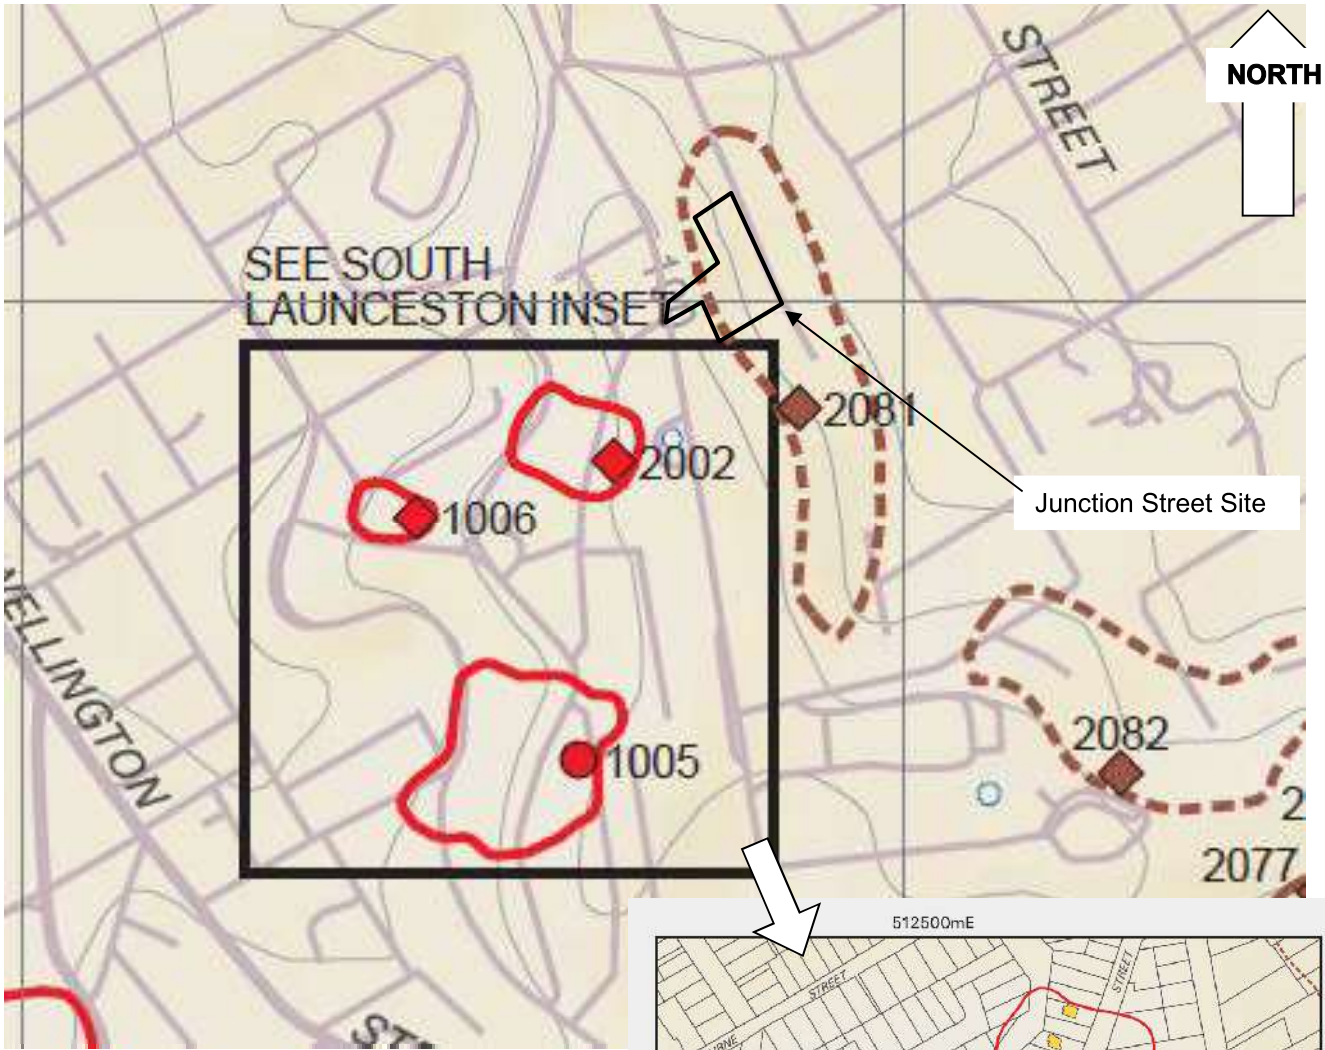 STREET
NORTH
SEE SOUTH
LAUNCESTON INSET
2081
2002
1006
Junction Street Site
2082
1005
2077
512500mE
STREET
STREET